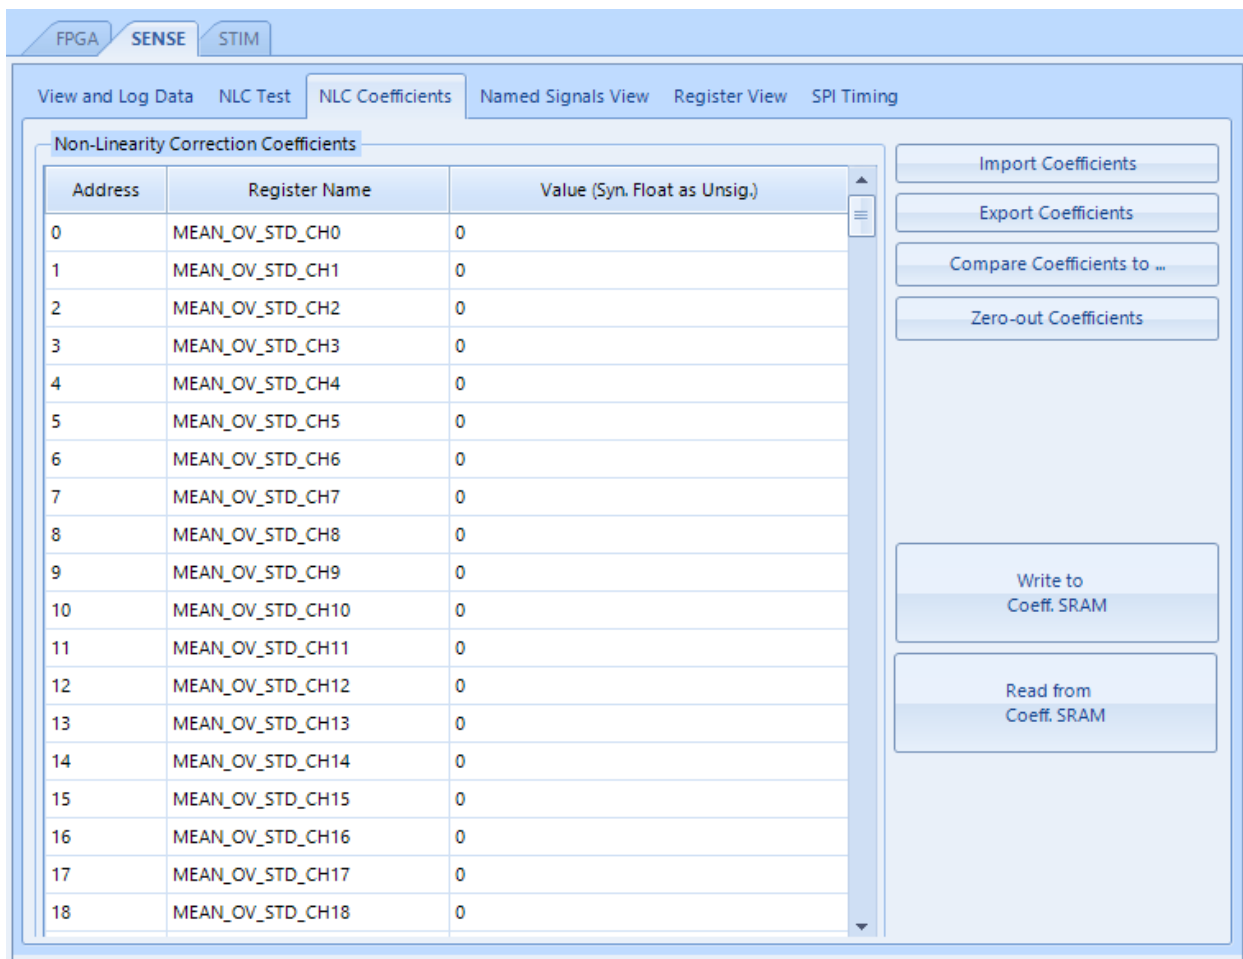 FPGA SENSE STIM
View and Log Data NLC Test NLC Coefficients Named Signals View Register View SPI Timing
Non-Linearity Correction Coefficients
Address Register Name Value (Syn. Float as Unsig.)
0 MEAN_OV_STD_CH0 0
1 MEAN_OV_STD_CH1 0
2 MEAN_OV_STD_CH2 0
3 MEAN_OV_STD_CH3 0
4 MEAN_OV_STD_CH4 0
5 MEAN_OV_STD_CH5 0
6 MEAN_OV_STD_CH6 0
7 MEAN_OV_STD_CH7 0
8 MEAN_OV_STD_CH8 0
9 MEAN_OV_STD_CH9 0
10 MEAN_OV_STD_CH10 0
11 MEAN_OV_STD_CH11 0
12 MEAN_OV_STD_CH12 0
13 MEAN_OV_STD_CH13 0
14 MEAN_OV_STD_CH14 0
15 MEAN_OV_STD_CH15 0
16 MEAN_OV_STD_CH16 0
17 MEAN_OV_STD_CH17 0
18 MEAN_OV_STD_CH18 0
Import Coefficients
Export Coefficients
Compare Coefficients to ...
Zero-out Coefficients
Write to
Coeff. SRAM
Read from
Coeff. SRAM